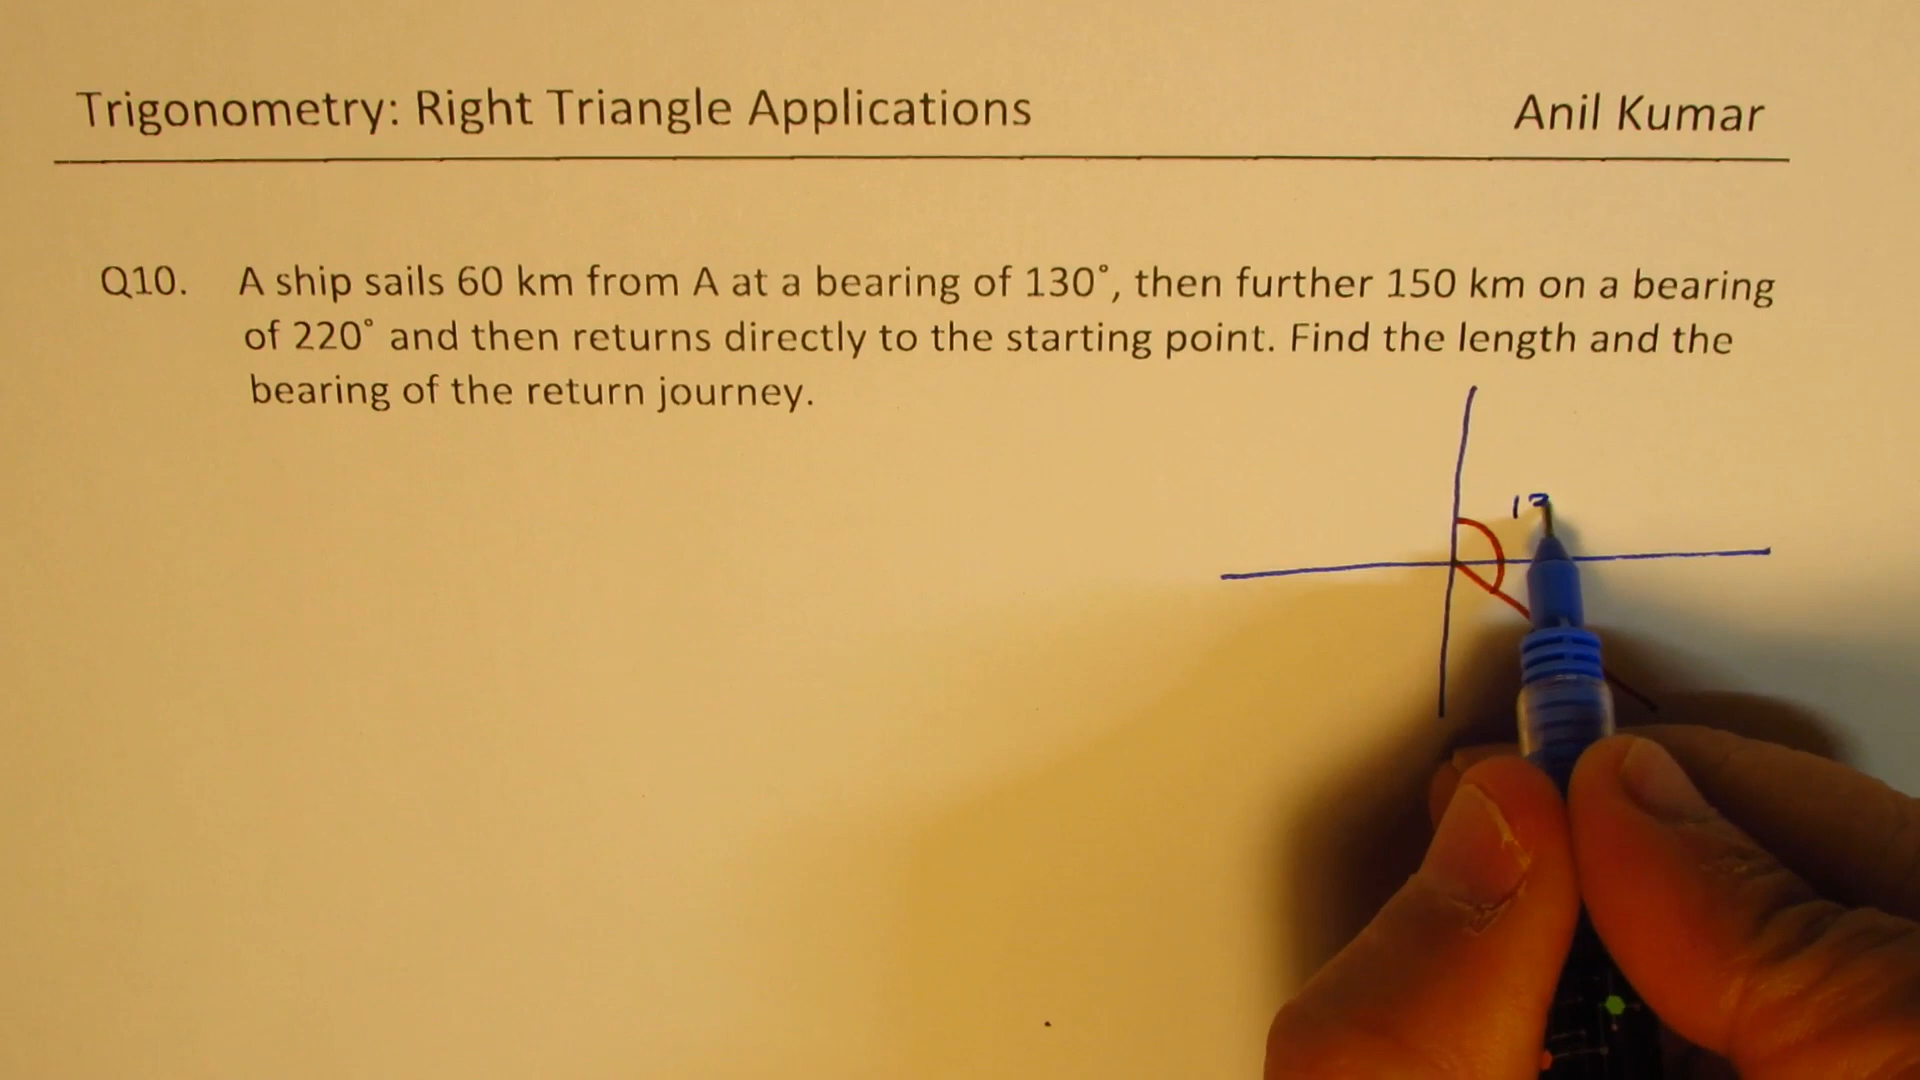 Trigonometry: Right Triangle Applications Anil Kumar
Q10. A ship sails 60 km from A at a bearing of 130°, then further 150 km on a bearing
of 220° and then returns directly to the starting point. Find the length and the
bearing of the return journey.
13